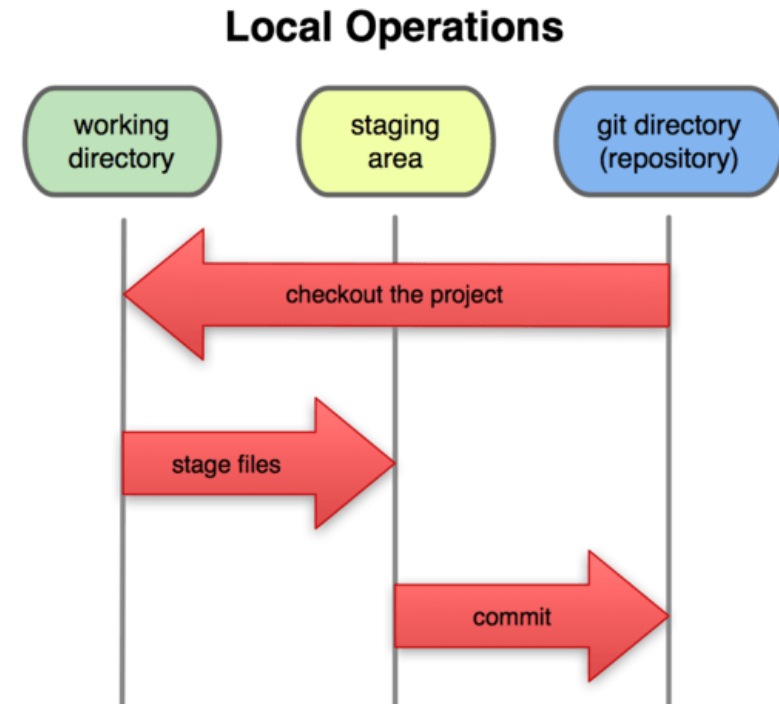 Local Operations
working
directory
staging
area
git directory
(repository)
checkout the project
stage files
commit